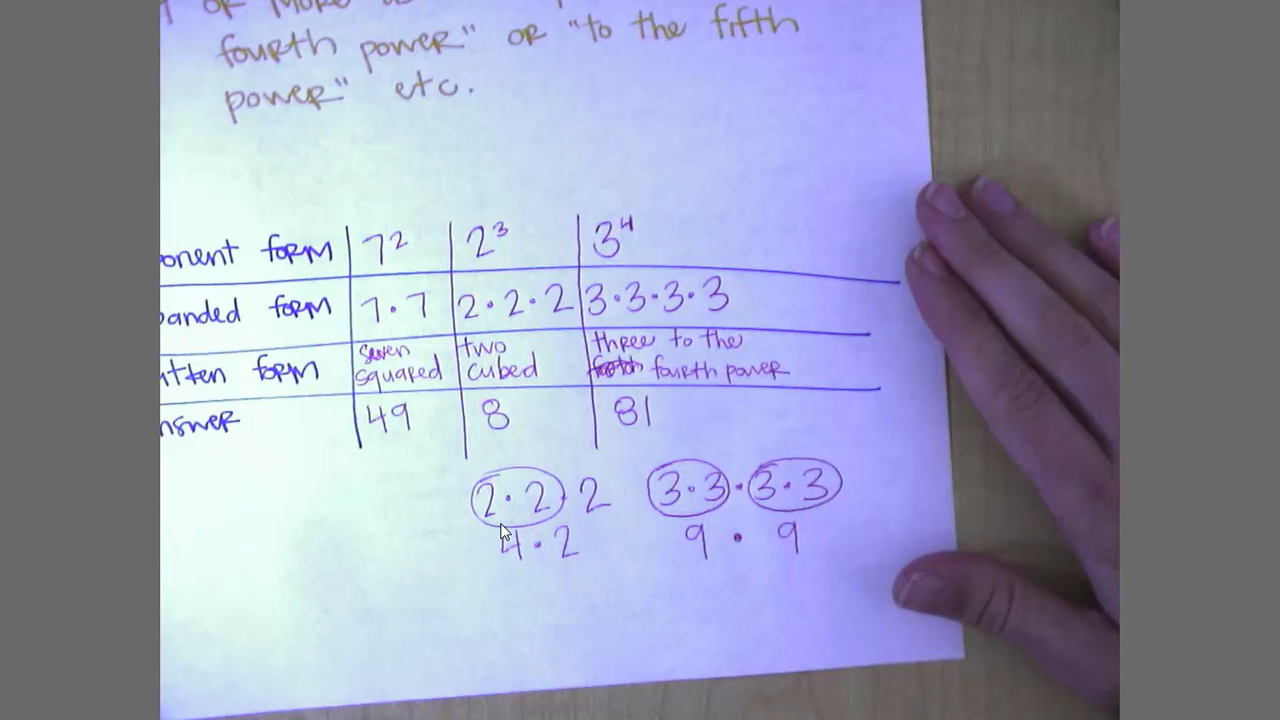 OR MORE
fourth power" OR "to the fifth
power" etc.
onent form 7² 2³ 3⁴
panded form 7·7 2·2·2 3·3·3·3
itten form seven squared two cubed three to the fourth power
nswer 49 8 81
2·2·2 3·3·3·3
4·2 9·9